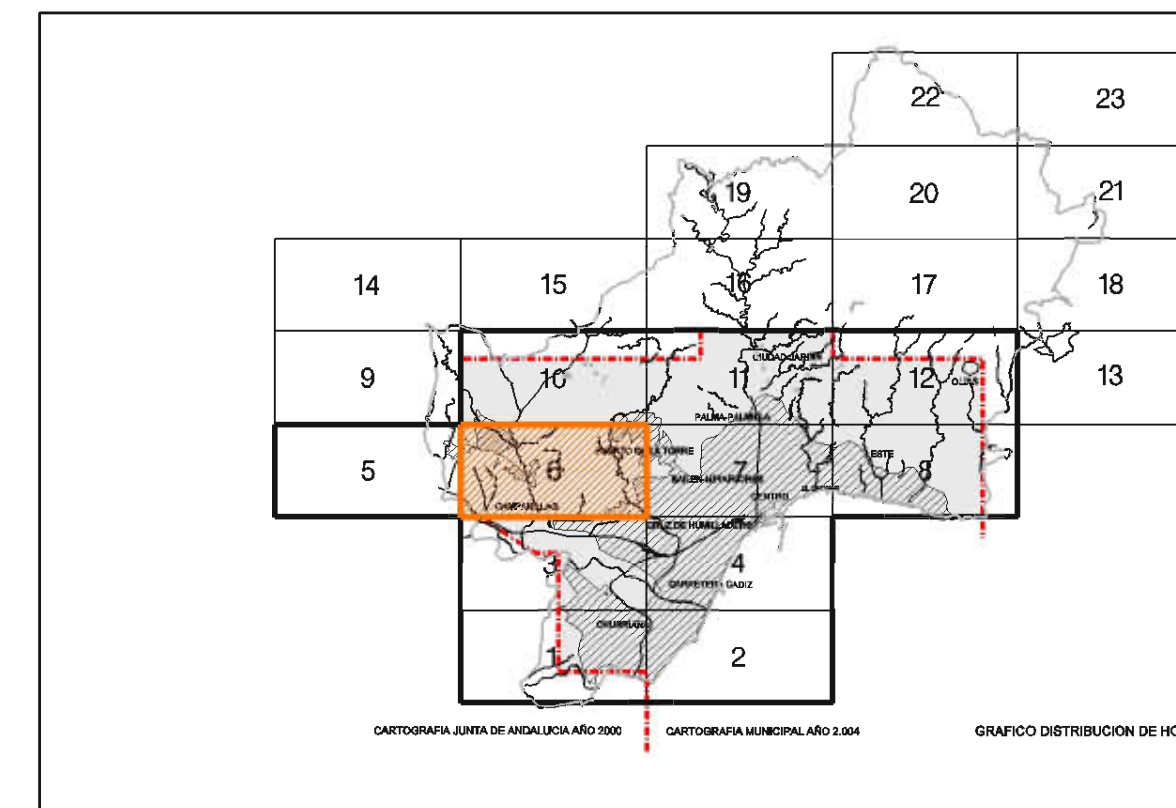 22 23
19 20 21
14 15 16 17 18
CIUDAD JARDIN
9 10 11 12 13
OLIAS
PALMA-PALMILLA
PUERTO DE LA TORRE
ESTE
5 6 7 8
BAILEN-MIRAFLORES
CENTRO
CAMPANILLAS
CRUZ DE HUMILLADERO
3 4
CARRETERA CADIZ
CHURRIANA
1 2
CARTOGRAFIA JUNTA DE ANDALUCIA AÑO 2000 CARTOGRAFIA MUNICIPAL AÑO 2.004 GRAFICO DISTRIBUCION DE HO